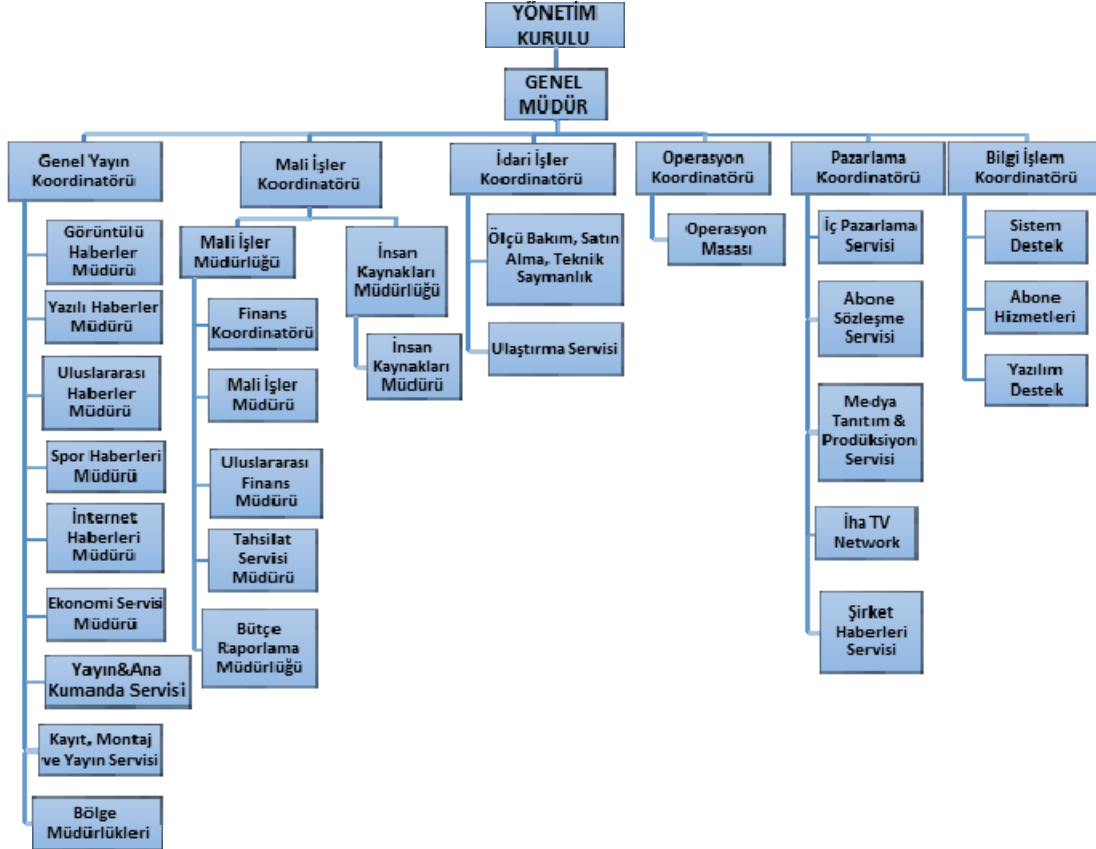 YÖNETİM
KURULU
GENEL
MÜDÜR
Genel Yayın
Koordinatörü
Mali İşler
Koordinatörü
İdari İşler
Koordinatörü
Operasyon
Koordinatörü
Pazarlama
Koordinatörü
Bilgi İşlem
Koordinatörü
Görüntülü
Haberler
Müdürü
Yazılı Haberler
Müdürü
Uluslararası
Haberler
Müdürü
Spor Haberleri
Müdürü
İnternet
Haberleri
Müdürü
Ekonomi Servisi
Müdürü
Yayın&Ana
Kumanda Servisi
Kayıt, Montaj
ve Yayın Servisi
Bölge
Müdürlükleri
Mali İşler
Müdürlüğü
Finans
Koordinatörü
Mali İşler
Müdürü
Uluslararası
Finans
Müdürü
Tahsilat
Servisi
Müdürü
Bütçe
Raporlama
Müdürlüğü
İnsan
Kaynakları
Müdürlüğü
İnsan
Kaynakları
Müdürü
Ölçü Bakım, Satın
Alma, Teknik
Saymanlık
Ulaştırma Servisi
Operasyon
Masası
İç Pazarlama
Servisi
Abone
Sözleşme
Servisi
Medya
Tanıtım &
Prodüksiyon
Servisi
İha TV
Network
Şirket
Haberleri
Servisi
Sistem
Destek
Abone
Hizmetleri
Yazılım
Destek